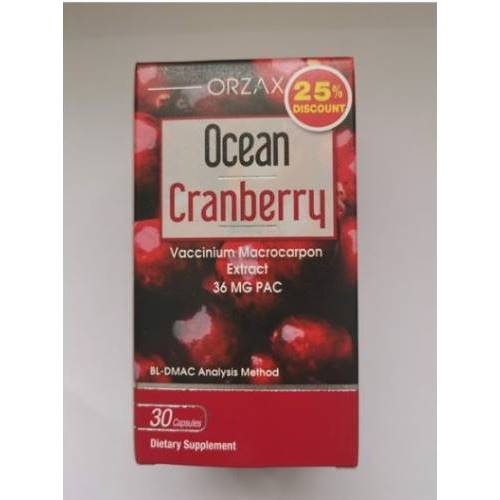 ORZAX
25%
DISCOUNT
Ocean
Cranberry
Vaccinium Macrocarpon
Extract
36 MG PAC
BL-DMAC Analysis Method
30 Capsules
Dietary Supplement